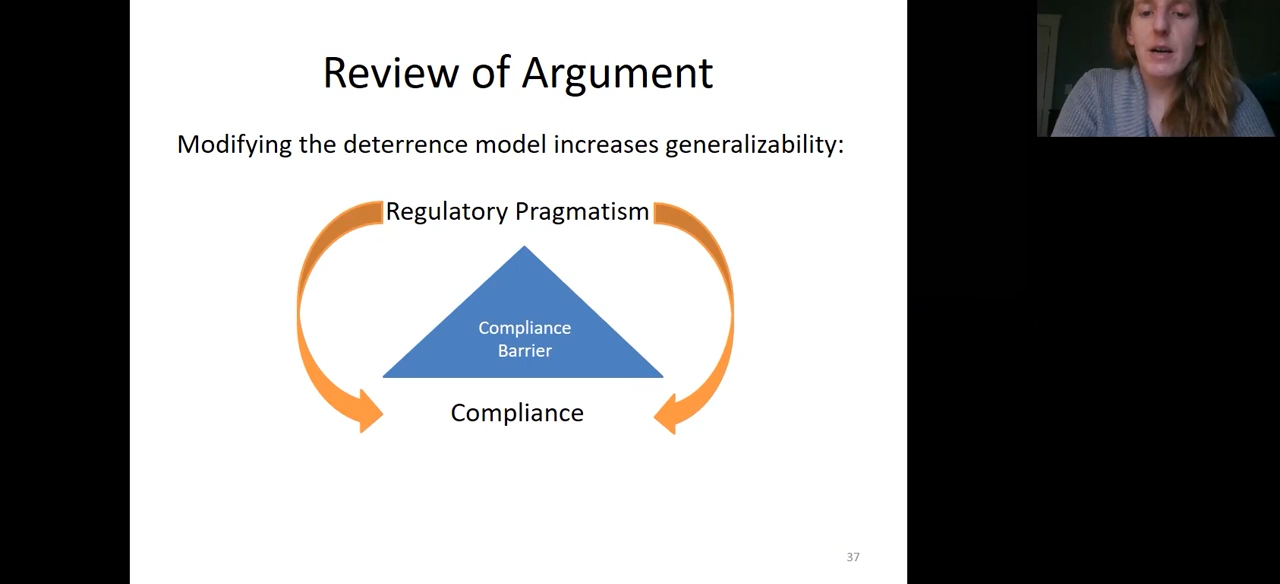 Review of Argument
Modifying the deterrence model increases generalizability:
Regulatory Pragmatism
Compliance
Barrier
Compliance
37